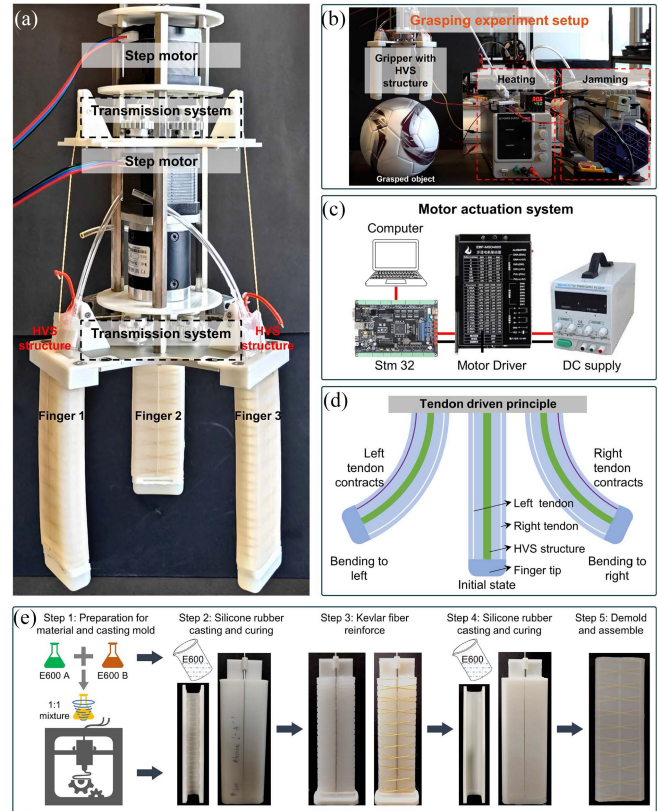 (a)
Step motor
Transmission system
Step motor
HVS
structure
Transmission system
HVS
structure
Finger 1
Finger 2
Finger 3
(b)
Grasping experiment setup
Gripper with
HVS
structure
Heating
Jamming
Grasped object
(c)
Motor actuation system
Computer
Stm 32
Motor Driver
DC supply
(d)
Tendon driven principle
Left
tendon
contracts
Right
tendon
contracts
Left tendon
Right tendon
HVS structure
Finger tip
Bending to
left
Initial state
Bending to
right
(e)
Step 1: Preparation for
material and casting mold
E600 A
E600 B
1:1
mixture
Step 2: Silicone rubber
casting and curing
E600
Step 3: Kevlar fiber
reinforce
Step 4: Silicone rubber
casting and curing
E600
Step 5: Demold
and assemble